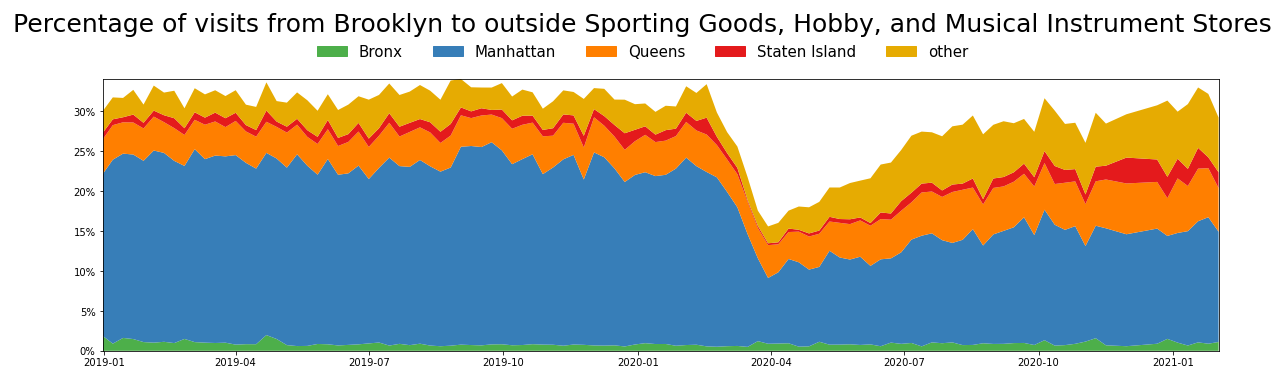 Percentage of visits from Brooklyn to outside Sporting Goods, Hobby, and Musical Instrument Stores
Bronx Manhattan Queens Staten Island other
30%
25%
20%
15%
10%
5%
0%
2019-01 2019-04 2019-07 2019-10 2020-01 2020-04 2020-07 2020-10 2021-01